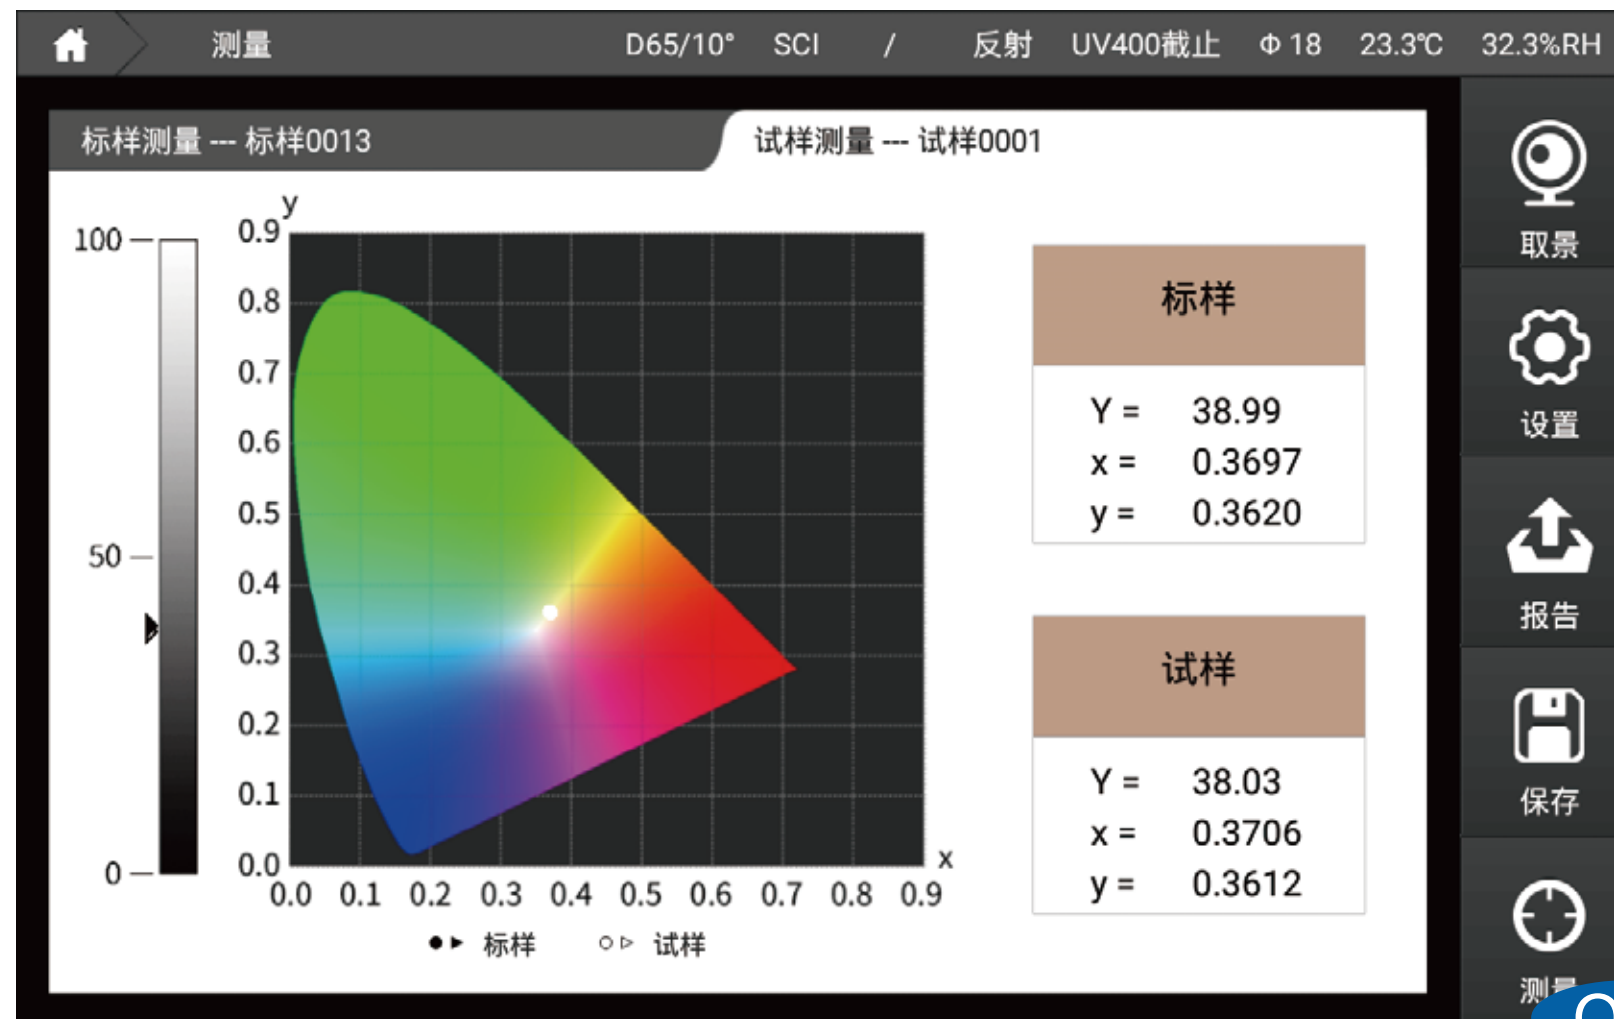 测量 D65/10° SCI / 反射 UV400截止 Φ 18 23.3℃ 32.3%RH
标样测量 --- 标样0013
试样测量 --- 试样0001
100
50
0
y
0.9
0.8
0.7
0.6
0.5
0.4
0.3
0.2
0.1
0.0
0.0 0.1 0.2 0.3 0.4 0.5 0.6 0.7 0.8 0.9
x
标样 试样
标样
Y = 38.99
x = 0.3697
y = 0.3620
试样
Y = 38.03
x = 0.3706
y = 0.3612
取景
设置
报告
保存
测量